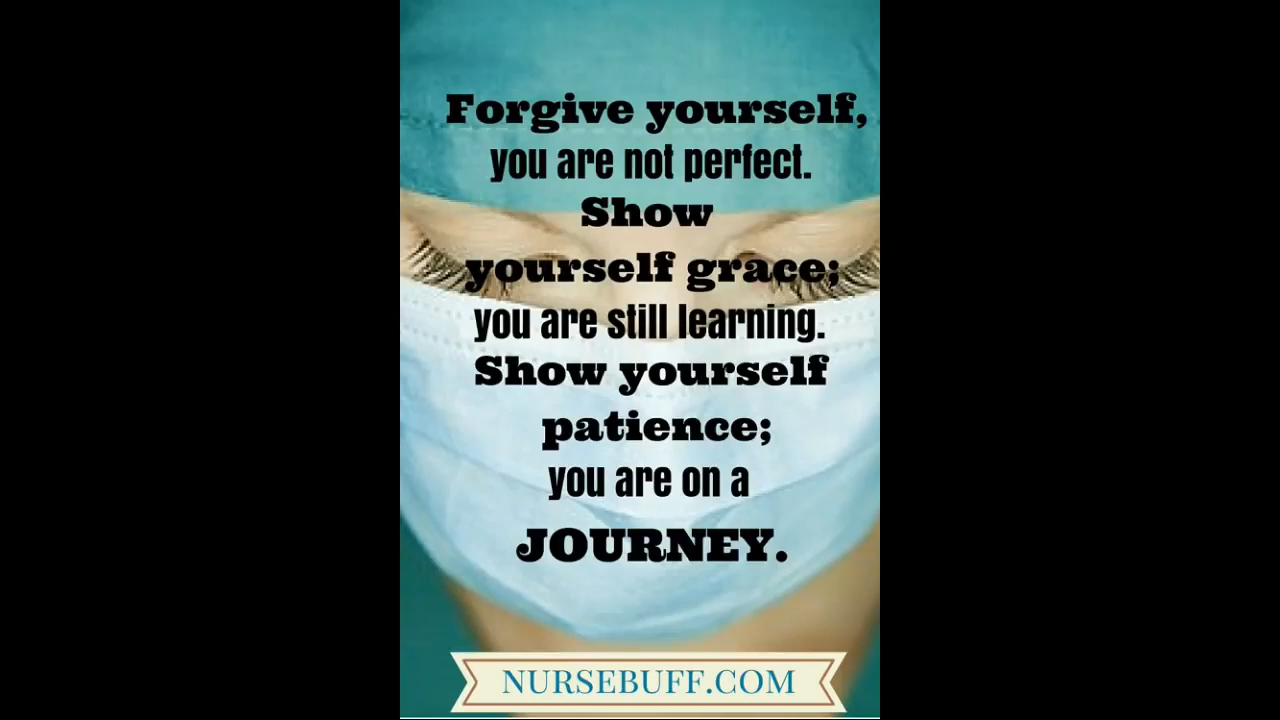 Forgive yourself,
you are not perfect.
Show
yourself grace;
you are still learning.
Show yourself
patience;
you are on a
JOURNEY.
NURSEBUFF.COM